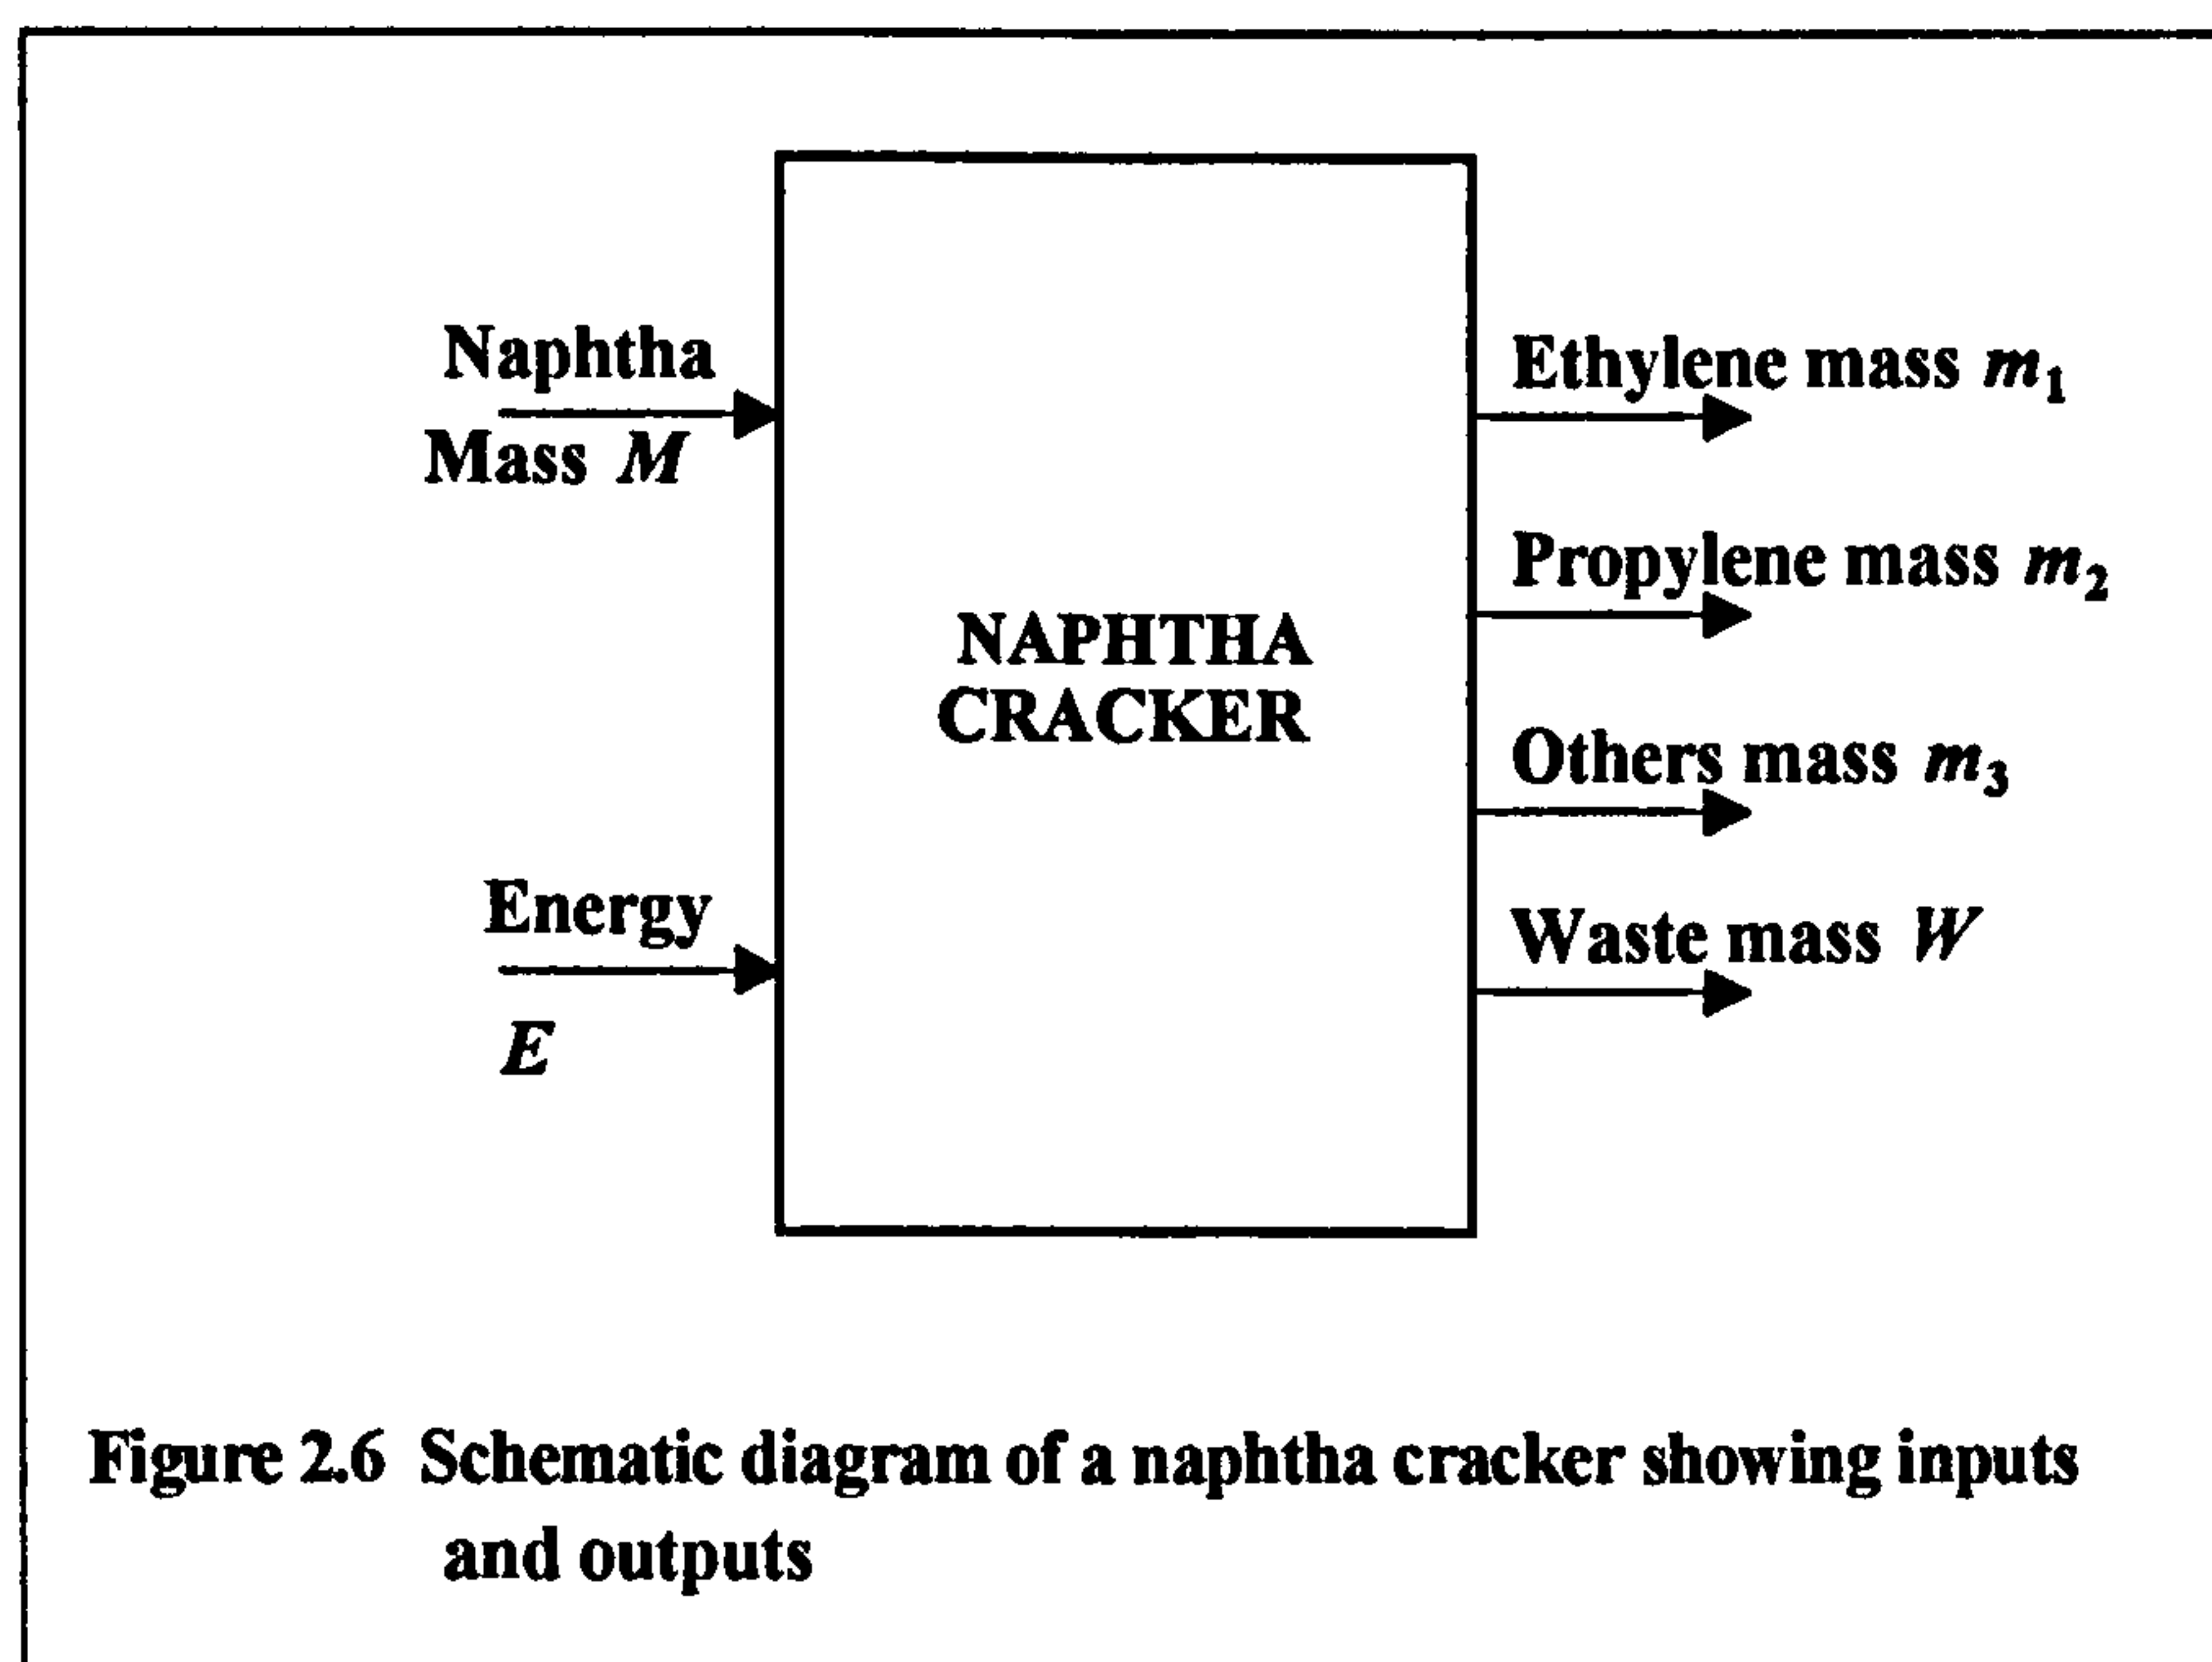 Naphtha
Mass M
Energy
E
NAPHTHA
CRACKER
Ethylene mass m₁
Propylene mass m₂
Others mass m₃
Waste mass W
Figure 2.6 Schematic diagram of a naphtha cracker showing inputs
and outputs